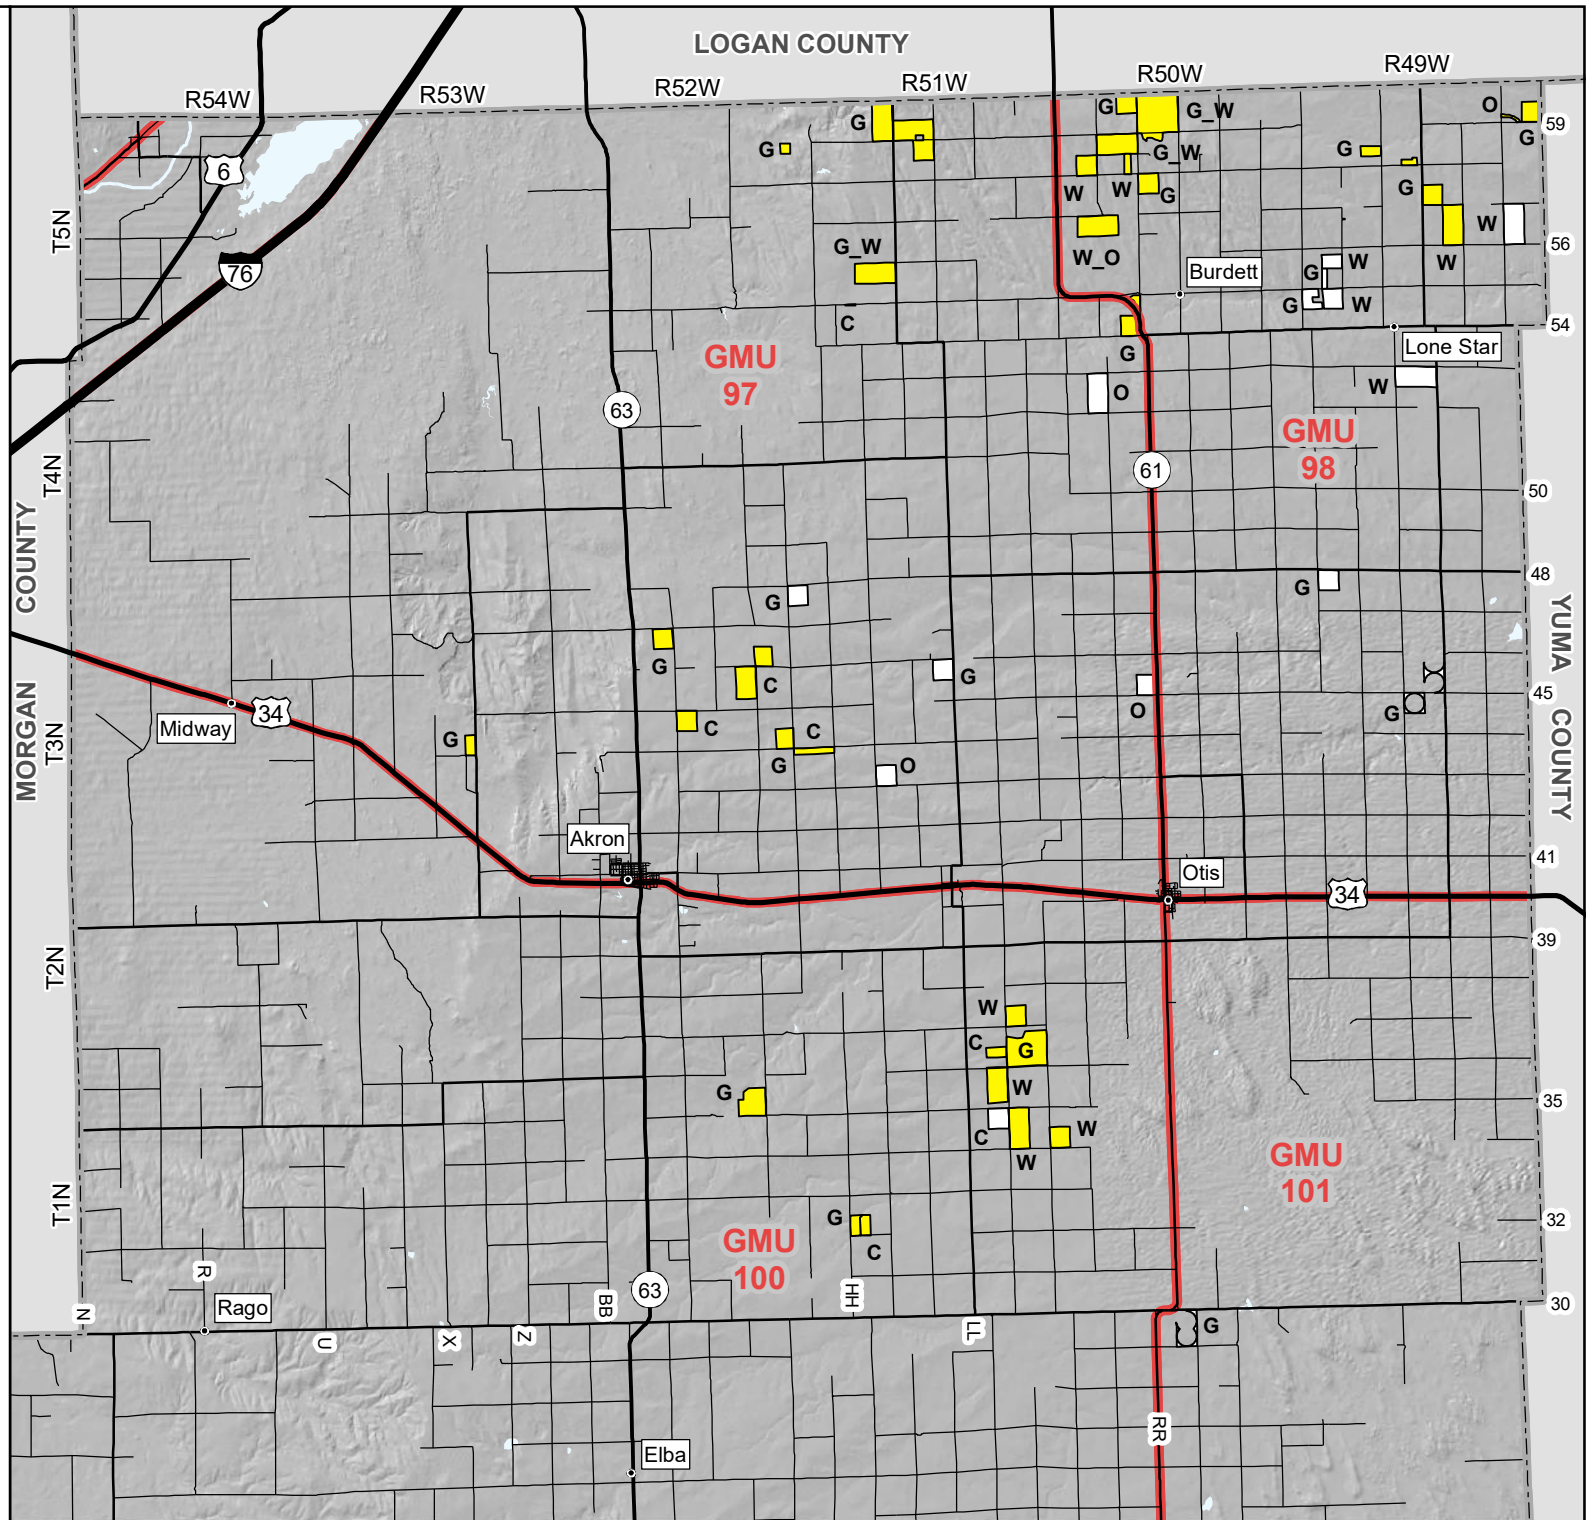 LOGAN COUNTY
R54W
R53W
R52W
R51W
R50W
R49W
G
G
G
G_W
O
G
59
6
G_W
G
G
W
W
G
T5N
G_W
W_O
W
W
56
76
Burdett
G
W
G
W
C
54
G
Lone Star
GMU
97
W
O
63
GMU
98
61
T4N
50
COUNTY
48
G
G
YUMA
G
C
G
45
Midway
34
C
O
G
COUNTY
MORGAN
T3N
G
C
G
O
Akron
41
Otis
34
39
T2N
W
C
G
G
W
35
C
W
W
GMU
101
T1N
G
C
32
GMU
100
R
63
HH
BB
N
Rago
30
U
X
Z
LL
G
RR
Elba